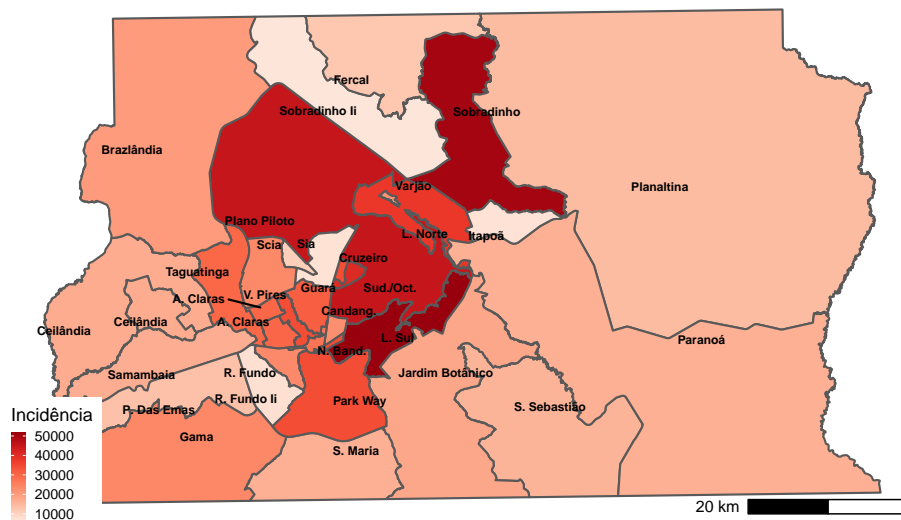 Fercal
Sobradinho Ii
Sobradinho
Brazlândia
Varjão
Planaltina
Plano Piloto
L. Norte
Itapoã
Scia
Sia
Cruzeiro
Taguatinga
V. Pires
Guará
Sud./Oct.
A. Claras
Candang.
Ceilândia
Ceilândia
A. Claras
L. Sul
Paranoá
N. Band.
Samambaia
R. Fundo
Jardim Botânico
R. Fundo Ii
Park Way
S. Sebastião
P. Das Emas
Gama
S. Maria
Incidência
50000
40000
30000
20000
10000
20 km